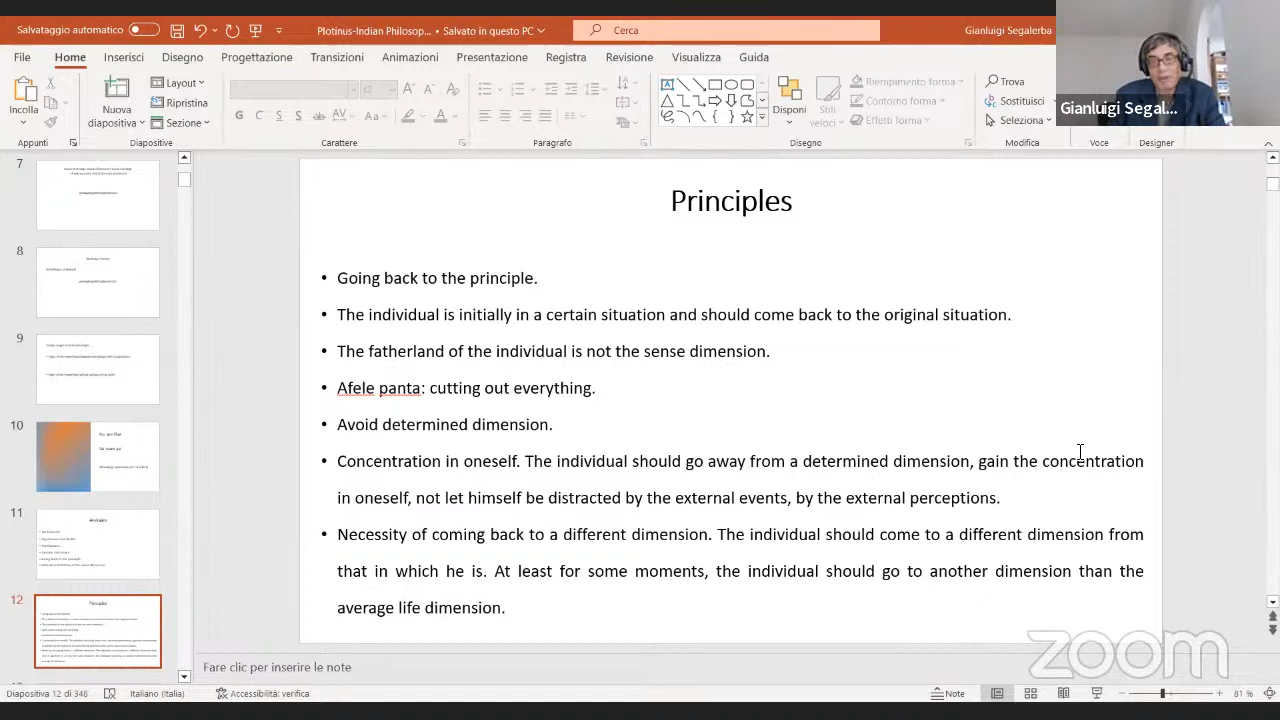 Salvataggio automatico
Plotinus-Indian Philosop... • Salvato in questo PC
Cerca
Gianluigi Segalerba
File Home Inserisci Disegno Progettazione Transizioni Animazioni Presentazione Registra Revisione Visualizza Guida
Incolla
Nuova
diapositiva
Layout
Ripristina
Sezione
Disponi
Stili
veloci
Riempimento forma
Contorno forma
Effetti forma
Trova
Sostituisci
Seleziona
Appunti Diapositive Carattere Paragrafo Disegno Modifica Voce Designer
Gianluigi Segal...
7
8
9
10
11
12
Principles
• Going back to the principle.
• The individual is initially in a certain situation and should come back to the original situation.
• The fatherland of the individual is not the sense dimension.
• Afele panta: cutting out everything.
• Avoid determined dimension.
• Concentration in oneself. The individual should go away from a determined dimension, gain the concentration
in oneself, not let himself be distracted by the external events, by the external perceptions.
• Necessity of coming back to a different dimension. The individual should come to a different dimension from
that in which he is. At least for some moments, the individual should go to another dimension than the
average life dimension.
zoom
Fare clic per inserire le note
Diapositiva 12 di 348 Italiano (Italia) Accessibilità: verifica Note 81 %